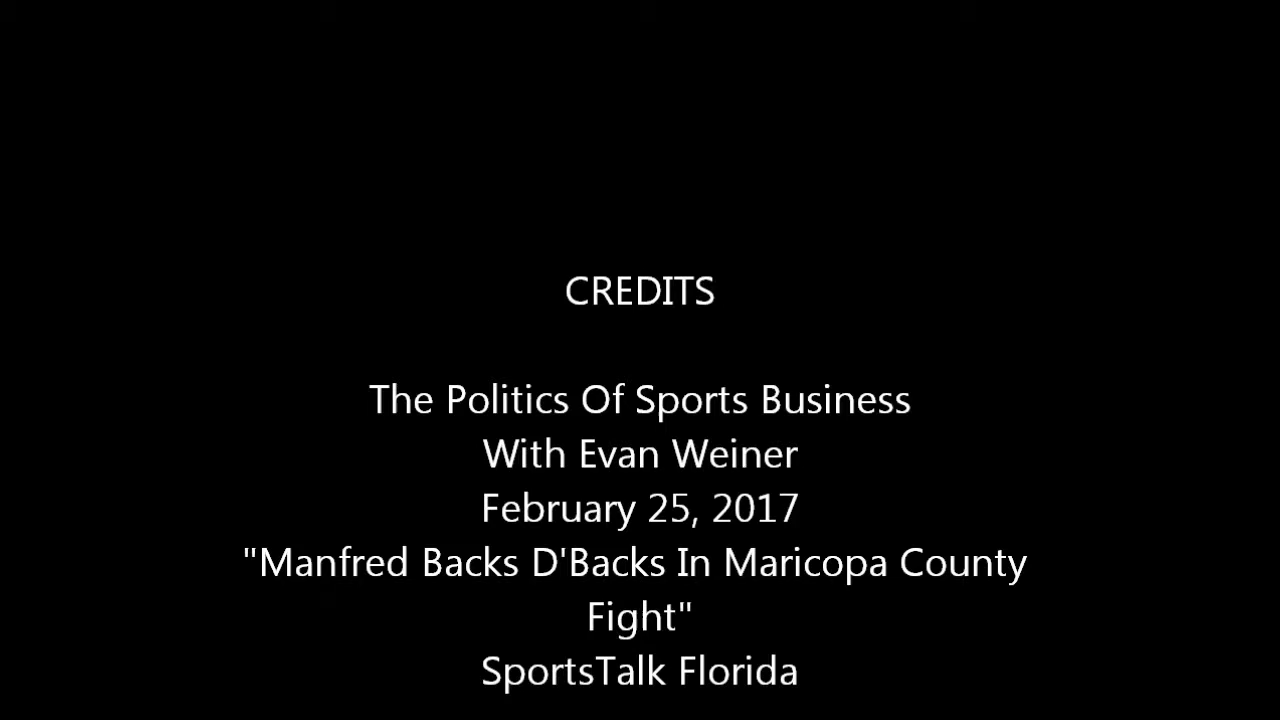 CREDITS
The Politics Of Sports Business
With Evan Weiner
February 25, 2017
"Manfred Backs D'Backs In Maricopa County
Fight"
SportsTalk Florida